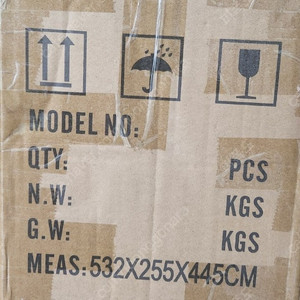 MODEL NO:
QTY: PCS
N.W: KGS
G.W: KGS
MEAS:532X255X445CM